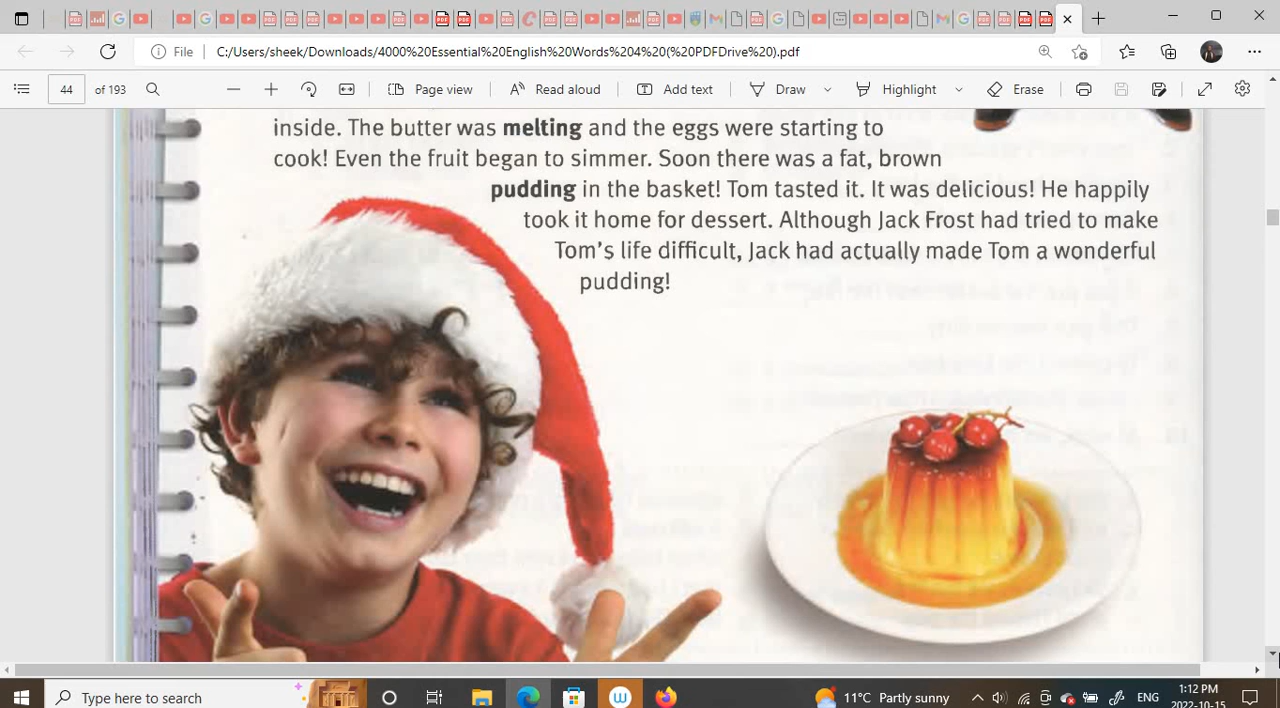 File
C:/Users/sheek/Downloads/4000%20Essential%20English%20Words%204%20(%20PDFDrive%20).pdf
44 of 193
Page view
Read aloud
Add text
Draw
Highlight
Erase
inside. The butter was melting and the eggs were starting to
cook! Even the fruit began to simmer. Soon there was a fat, brown
pudding in the basket! Tom tasted it. It was delicious! He happily
took it home for dessert. Although Jack Frost had tried to make
Tom's life difficult, Jack had actually made Tom a wonderful
pudding!
Type here to search
11°C Partly sunny
ENG
1:12 PM
2022-10-15